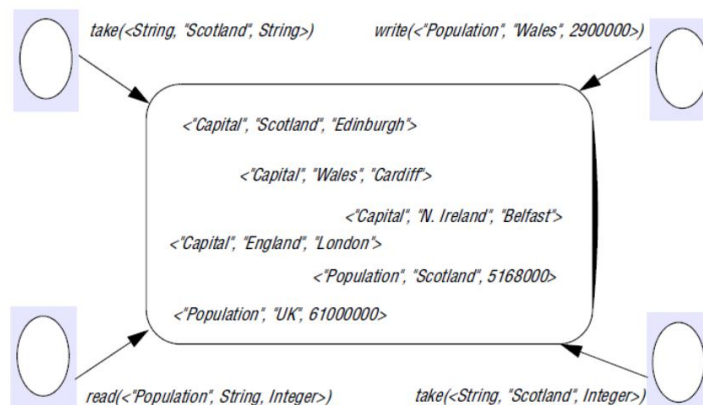 take(<String, "Scotland", String>)
write(<"Population", "Wales", 2900000>)
<"Capital", "Scotland", "Edinburgh">
<"Capital", "Wales", "Cardiff">
<"Capital", "N. Ireland", "Belfast">
<"Capital", "England", "London">
<"Population", "Scotland", 5168000>
<"Population", "UK", 61000000>
read(<"Population", String, Integer>)
take(<String, "Scotland", Integer>)